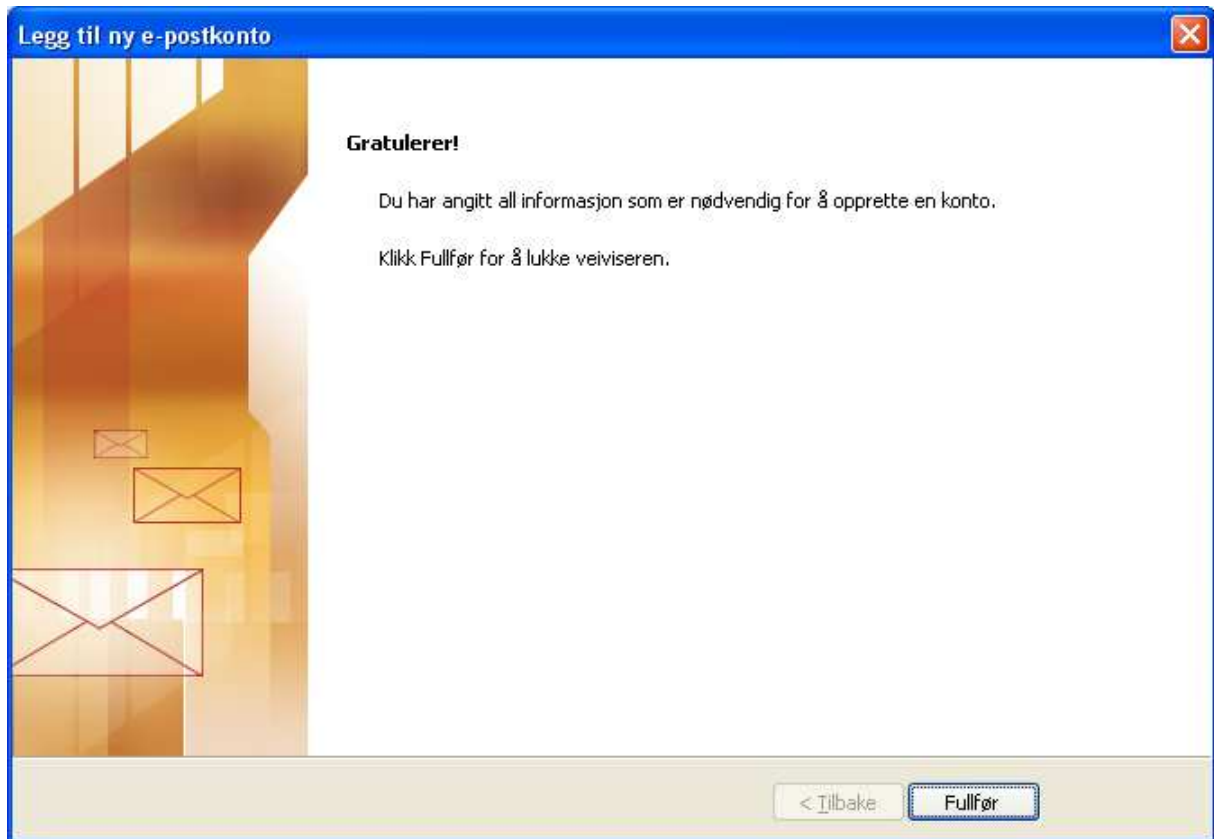 Legg til ny e-postkonto
Gratulerer!
Du har angitt all informasjon som er nødvendig for å opprette en konto.
Klikk Fullfør for å lukke veiviseren.
< Tilbake
Fullfør